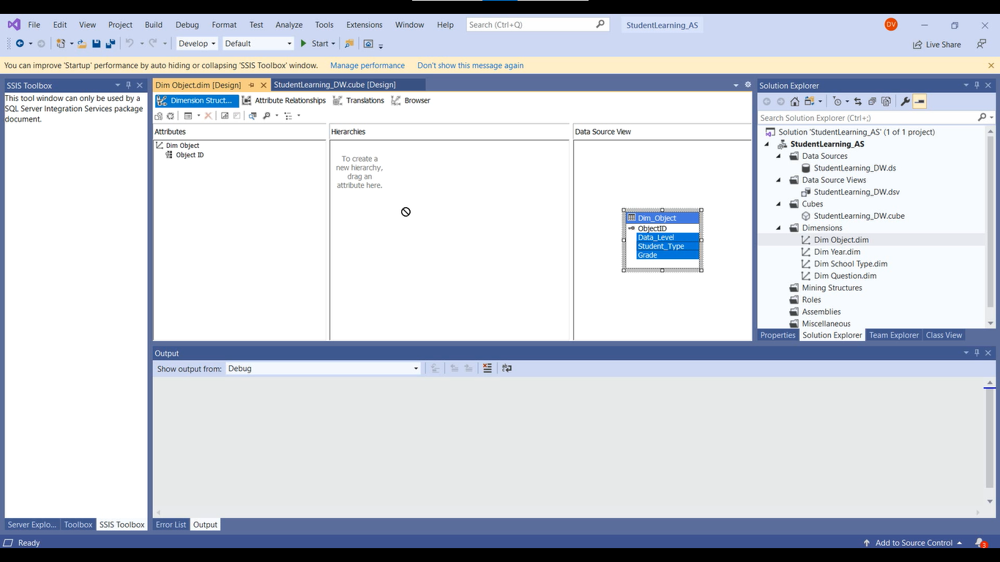 File Edit View Project Build Debug Format Test Analyze Tools Extensions Window Help Search (Ctrl+Q) StudentLearning_AS DV
Develop Default Start Live Share
You can improve 'Startup' performance by auto hiding or collapsing 'SSIS Toolbox' window. Manage performance Don't show this message again
SSIS Toolbox
This tool window can only be used by a
SQL Server Integration Services package
document.
Server Explo... Toolbox SSIS Toolbox
Dim Object.dim [Design] StudentLearning_DW.cube [Design]
Dimension Struct... Attribute Relationships Translations Browser
Attributes
Dim Object
Object ID
Hierarchies
To create a
new hierarchy,
drag an
attribute here.
Data Source View
Dim_Object
ObjectID
Data_Level
Student_Type
Grade
Output
Show output from: Debug
Error List Output
Solution Explorer
Search Solution Explorer (Ctrl+;)
Solution 'StudentLearning_AS' (1 of 1 project)
StudentLearning_AS
Data Sources
StudentLearning_DW.ds
Data Source Views
StudentLearning_DW.dsv
Cubes
StudentLearning_DW.cube
Dimensions
Dim Object.dim
Dim Year.dim
Dim School Type.dim
Dim Question.dim
Mining Structures
Roles
Assemblies
Miscellaneous
Properties Solution Explorer Team Explorer Class View
Ready Add to Source Control 3